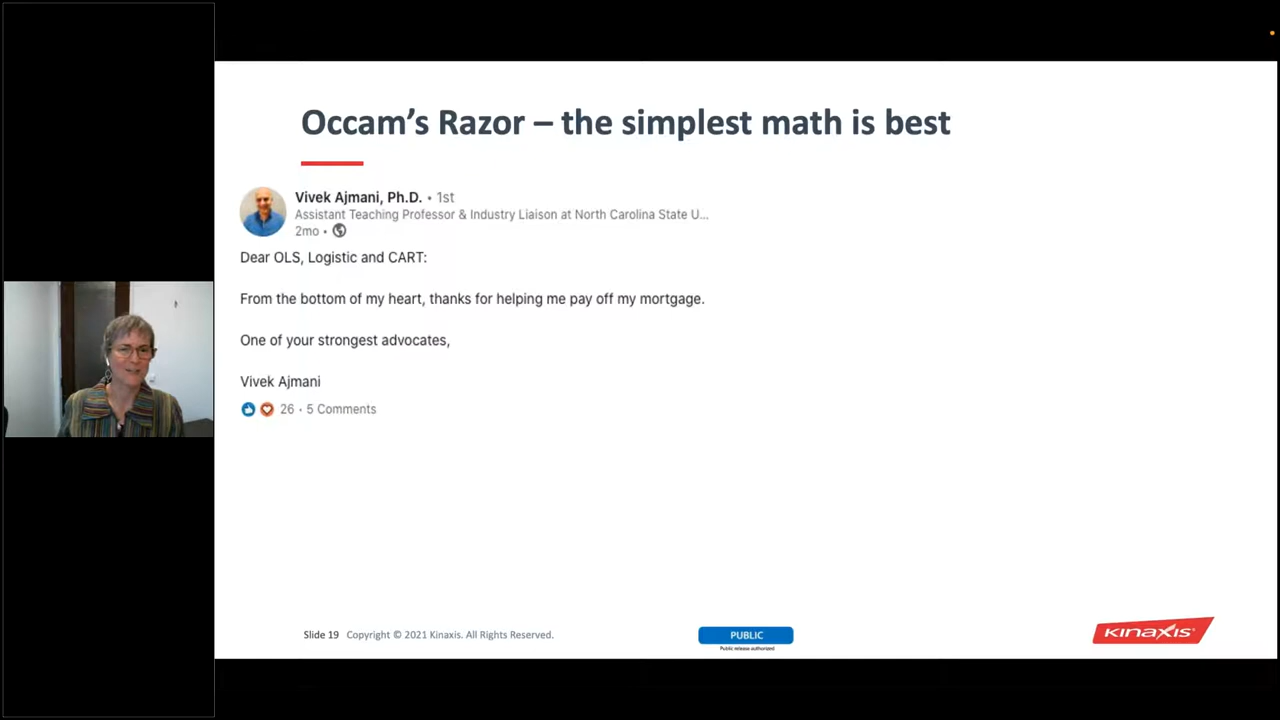 Occam’s Razor – the simplest math is best
Vivek Ajmani, Ph.D. • 1st
Assistant Teaching Professor & Industry Liaison at North Carolina State U...
2mo •
Dear OLS, Logistic and CART:
From the bottom of my heart, thanks for helping me pay off my mortgage.
One of your strongest advocates,
Vivek Ajmani
26 · 5 Comments
Slide 19 Copyright © 2021 Kinaxis. All Rights Reserved.
PUBLIC
Public release authorized
Kinaxis®